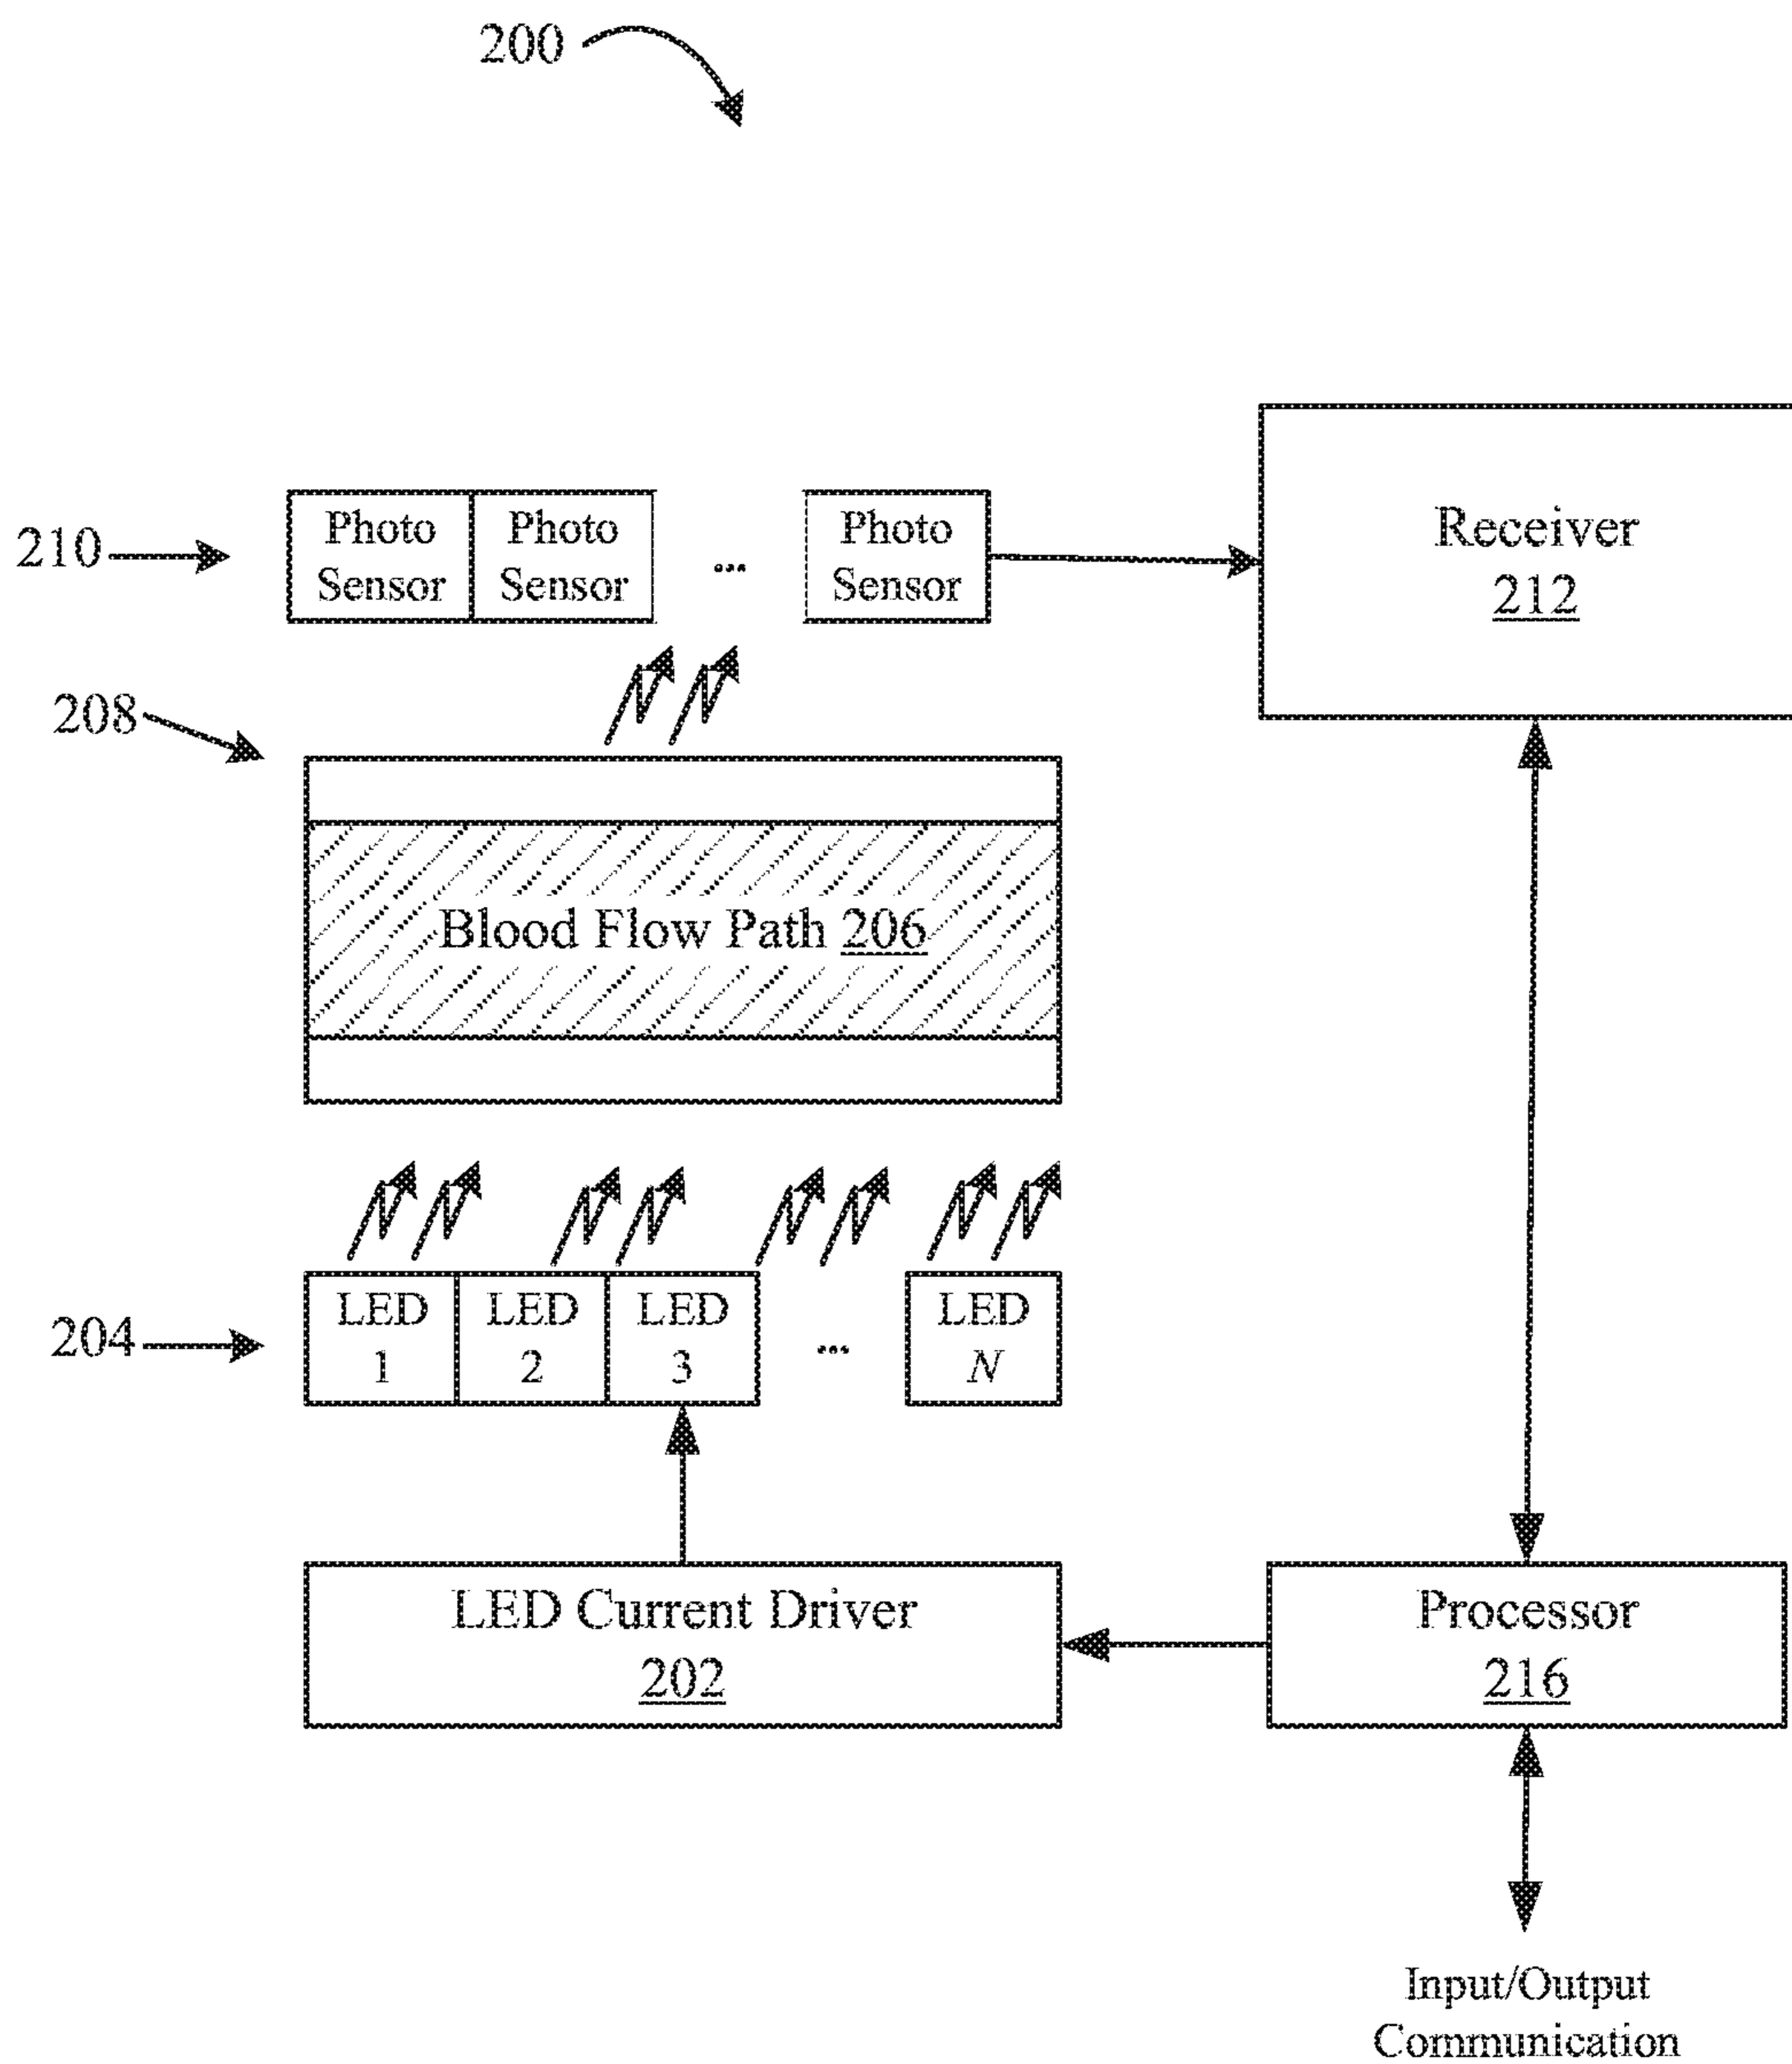 200
210
Photo Sensor
Photo Sensor
...
Photo Sensor
Receiver
212
208
Blood Flow Path 206
204
LED 1
LED 2
LED 3
...
LED N
LED Current Driver
202
Processor
216
Input/Output
Communication